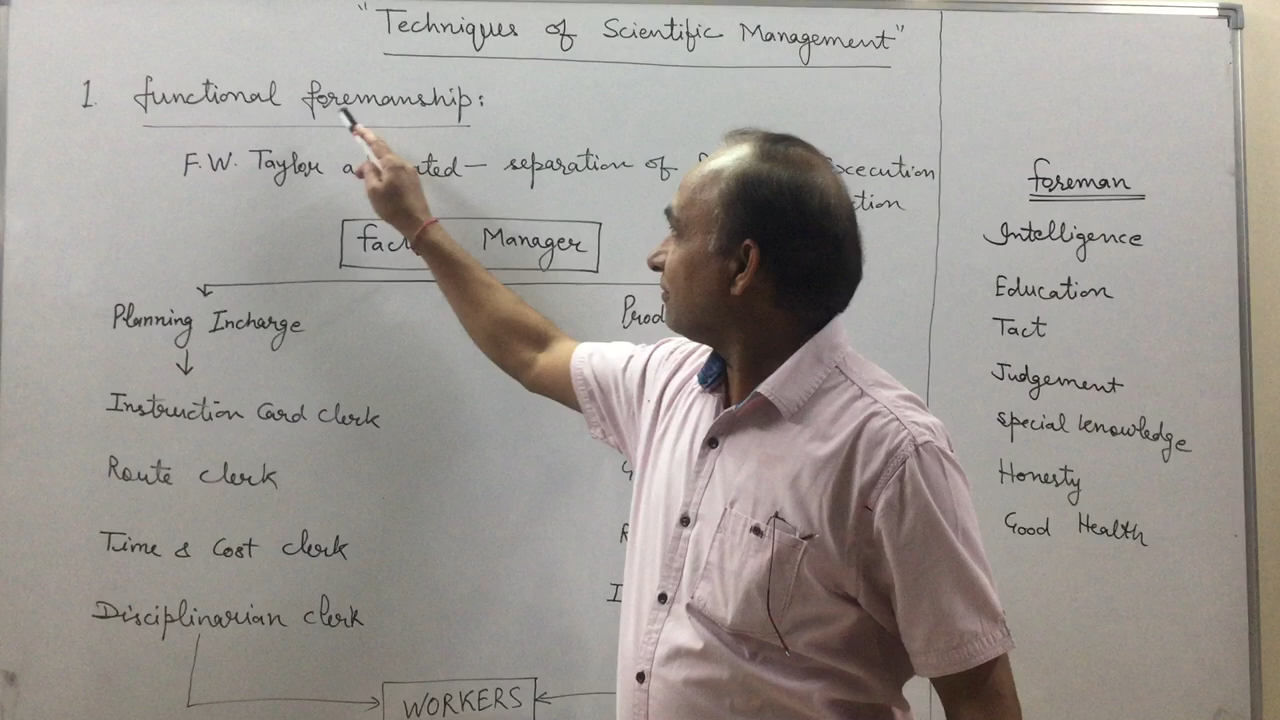 "Techniques of Scientific Management"
1. functional foremanship:
F.W. Taylor separation of
Manager
Planning Incharge
Instruction Card clerk
Route clerk
Time & Cost clerk
Disciplinarian clerk
WORKERS
foreman
Intelligence
Education
Tact
Judgement
special knowledge
Honesty
Good Health